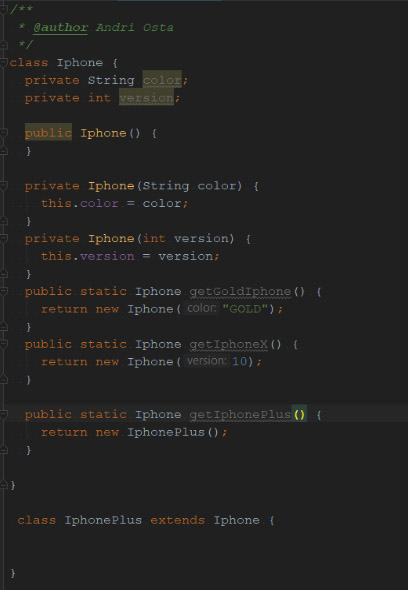 /**
 * @author Andri Osta
 */
class Iphone {
  private String color;
  private int version;
  public Iphone() {
  }
  private Iphone(String color) {
    this.color = color;
  }
  private Iphone(int version) {
    this.version = version;
  }
  public static Iphone getGoldIphone() {
    return new Iphone( color: "GOLD");
  }
  public static Iphone getIphoneX() {
    return new Iphone( version: 10);
  }
  public static Iphone getIphonePlus() {
    return new IphonePlus();
  }
}
 class IphonePlus extends Iphone {
}